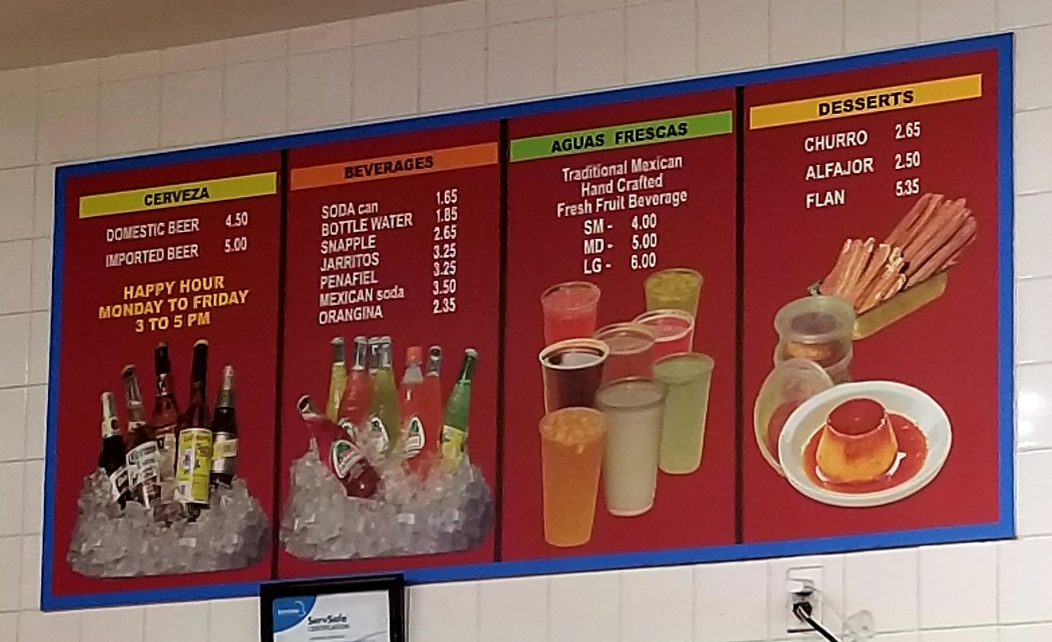 CERVEZA
DOMESTIC BEER 4.50
IMPORTED BEER 5.00
HAPPY HOUR
MONDAY TO FRIDAY
3 TO 5 PM
BEVERAGES
SODA can 1.65
BOTTLE WATER 1.85
SNAPPLE 2.65
JARRITOS 3.25
PENAFIEL 3.25
MEXICAN soda 3.50
ORANGINA 2.35
AGUAS FRESCAS
Traditional Mexican
Hand Crafted
Fresh Fruit Beverage
SM - 4.00
MD - 5.00
LG - 6.00
DESSERTS
CHURRO 2.65
ALFAJOR 2.50
FLAN 5.35
ServSafe